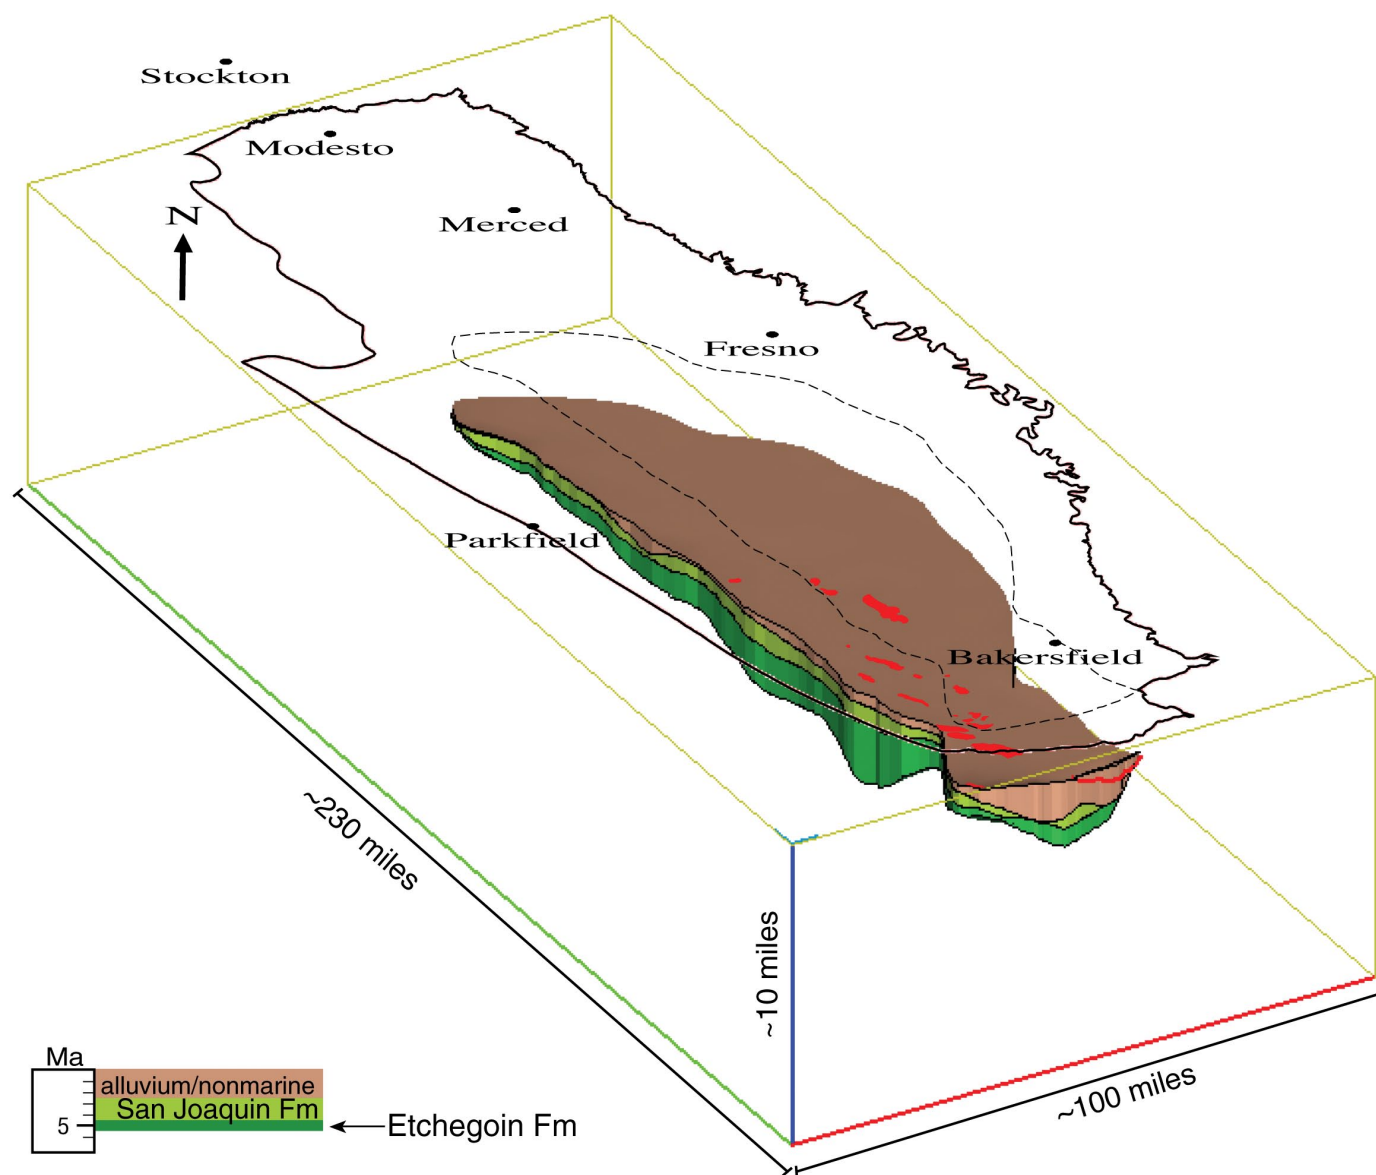 Stockton
Modesto
N
Merced
Fresno
Parkfield
Bakersfield
~230 miles
~10 miles
~100 miles
Ma
alluvium/nonmarine
San Joaquin Fm
5
Etchegoin Fm